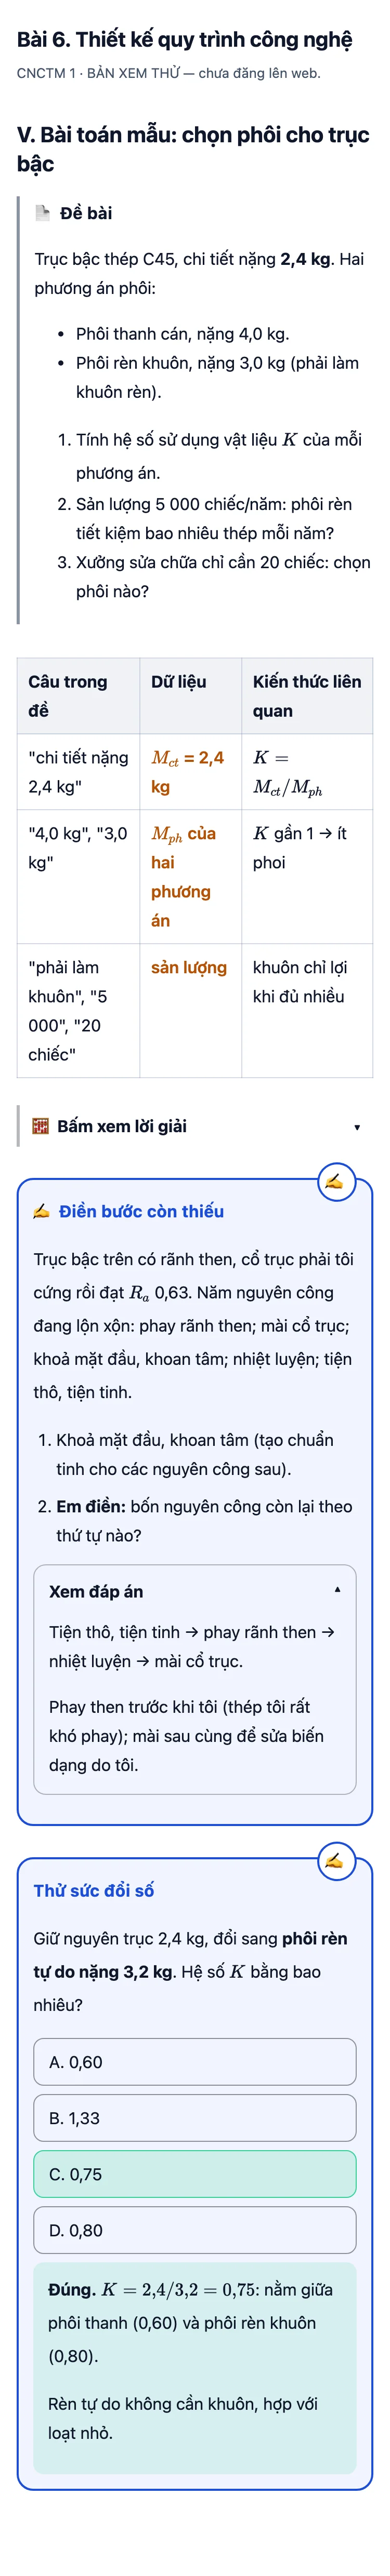 Bài 6. Thiết kế quy trình công nghệ
CNCTM 1 · BẢN XEM THỬ — chưa đăng lên web.
V. Bài toán mẫu: chọn phôi cho trục
bậc
Đề bài
Trục bậc thép C45, chi tiết nặng 2,4 kg. Hai
phương án phôi:
• Phôi thanh cán, nặng 4,0 kg.
• Phôi rèn khuôn, nặng 3,0 kg (phải làm
khuôn rèn).
1. Tính hệ số sử dụng vật liệu K của mỗi
phương án.
2. Sản lượng 5 000 chiếc/năm: phôi rèn
tiết kiệm bao nhiêu thép mỗi năm?
3. Xưởng sửa chữa chỉ cần 20 chiếc: chọn
phôi nào?
Câu trong
đề
Dữ liệu
Kiến thức liên
quan
"chi tiết nặng
2,4 kg"
M_ct = 2,4
kg
K =
M_ct/M_ph
"4,0 kg", "3,0
kg"
M_ph của
hai
phương
án
K gần 1 → ít
phoi
"phải làm
khuôn", "5
000", "20
chiếc"
sản lượng
khuôn chỉ lợi
khi đủ nhiều
Bấm xem lời giải ▾
Điền bước còn thiếu
Trục bậc trên có rãnh then, cổ trục phải tôi
cứng rồi đạt R_a 0,63. Năm nguyên công
đang lộn xộn: phay rãnh then; mài cổ trục;
khoả mặt đầu, khoan tâm; nhiệt luyện; tiện
thô, tiện tinh.
1. Khoả mặt đầu, khoan tâm (tạo chuẩn
tinh cho các nguyên công sau).
2. Em điền: bốn nguyên công còn lại theo
thứ tự nào?
Xem đáp án ▴
Tiện thô, tiện tinh → phay rãnh then →
nhiệt luyện → mài cổ trục.
Phay then trước khi tôi (thép tôi rất
khó phay); mài sau cùng để sửa biến
dạng do tôi.
Thử sức đổi số
Giữ nguyên trục 2,4 kg, đổi sang phôi rèn
tự do nặng 3,2 kg. Hệ số K bằng bao
nhiêu?
A. 0,60
B. 1,33
C. 0,75
D. 0,80
Đúng. K = 2,4/3,2 = 0,75: nằm giữa
phôi thanh (0,60) và phôi rèn khuôn
(0,80).
Rèn tự do không cần khuôn, hợp với
loạt nhỏ.